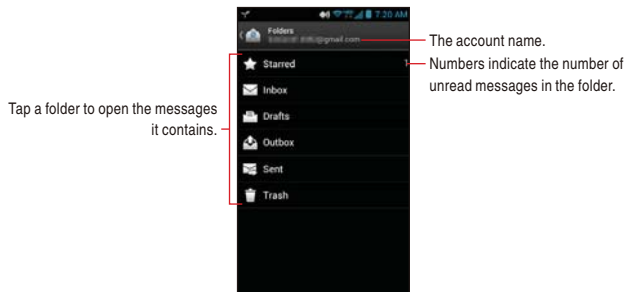 7:20 AM
Folders
@gmail.com
The account name.
Starred 1
Numbers indicate the number of
unread messages in the folder.
Inbox
Tap a folder to open the messages
it contains.
Drafts
Outbox
Sent
Trash